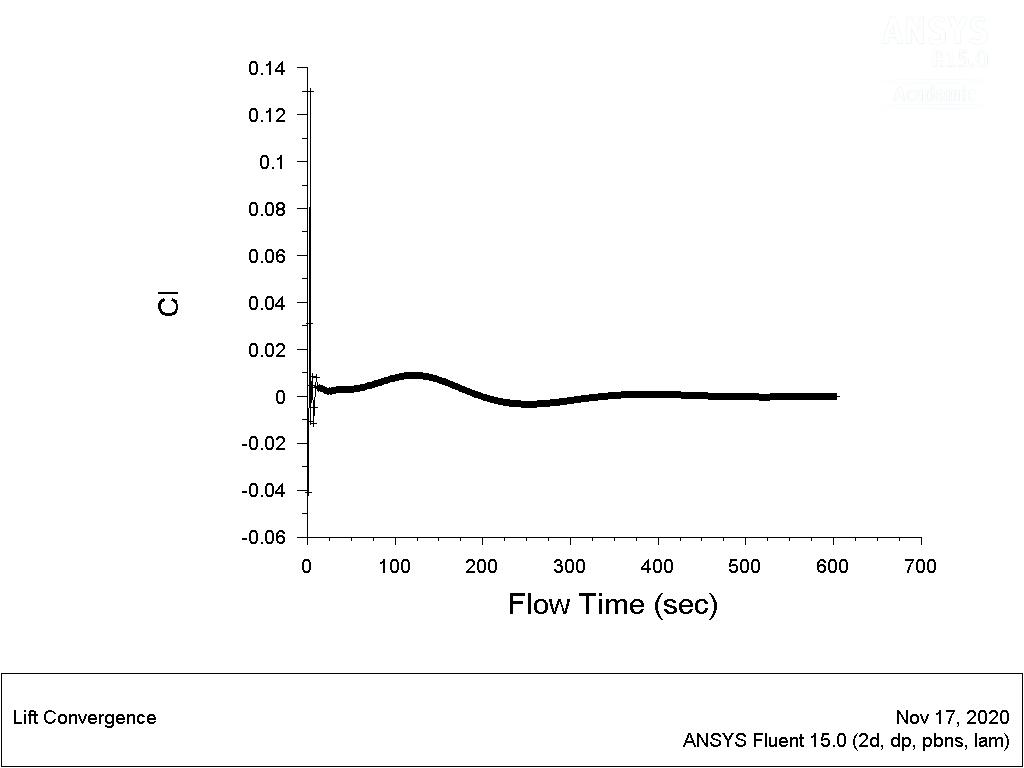 ANSYS
R15.0
Academic
0.14
0.12
0.1
0.08
0.06
0.04
0.02
0
-0.02
-0.04
-0.06
Cl
0 100 200 300 400 500 600 700
Flow Time (sec)
Lift Convergence
Nov 17, 2020
ANSYS Fluent 15.0 (2d, dp, pbns, lam)